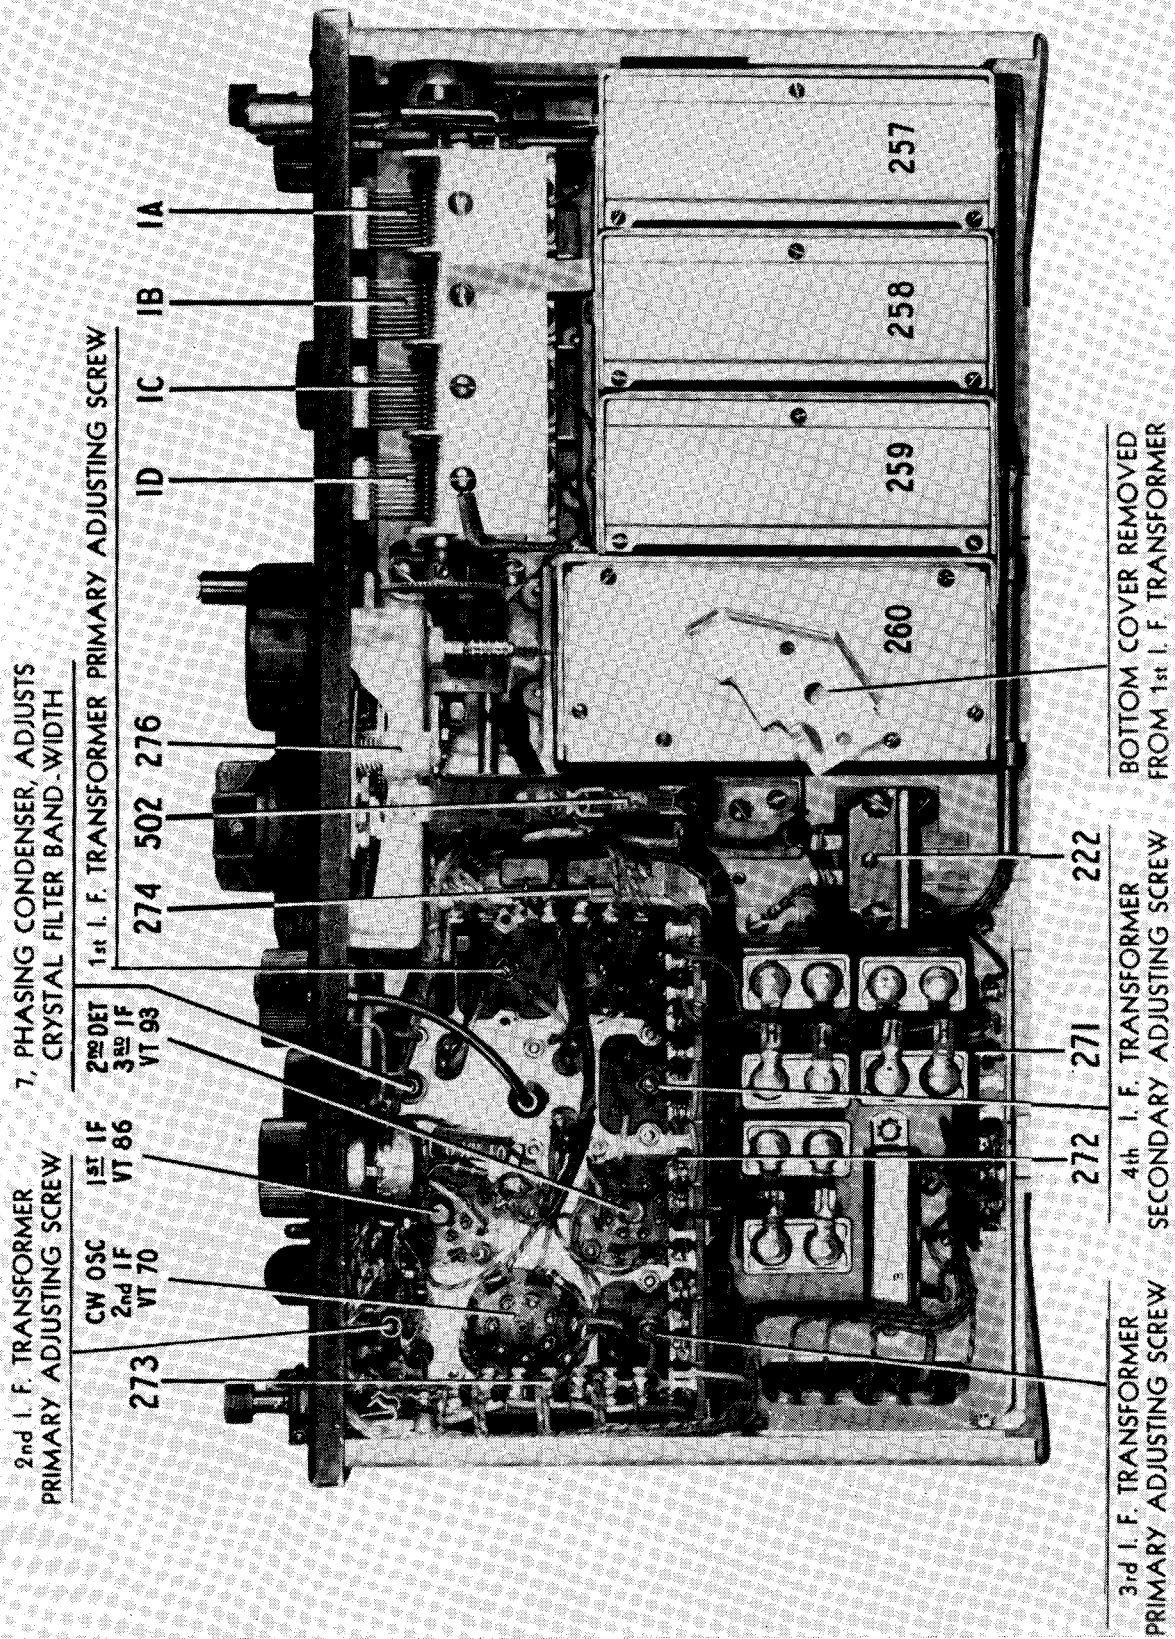 2nd I. F. TRANSFORMER
PRIMARY ADJUSTING SCREW
7, PHASING CONDENSER, ADJUSTS
CRYSTAL FILTER BAND-WIDTH
1st I. F. TRANSFORMER PRIMARY ADJUSTING SCREW
273
CW OSC
2nd IF
VT 70
1ST IF
VT 86
2ND DET
3RD IF
VT 93
274
502
276
1D
1C
1B
1A
260
259
258
257
272
271
222
3rd I. F. TRANSFORMER
PRIMARY ADJUSTING SCREW
4th I. F. TRANSFORMER
SECONDARY ADJUSTING SCREW
BOTTOM COVER REMOVED
FROM 1st I. F. TRANSFORMER